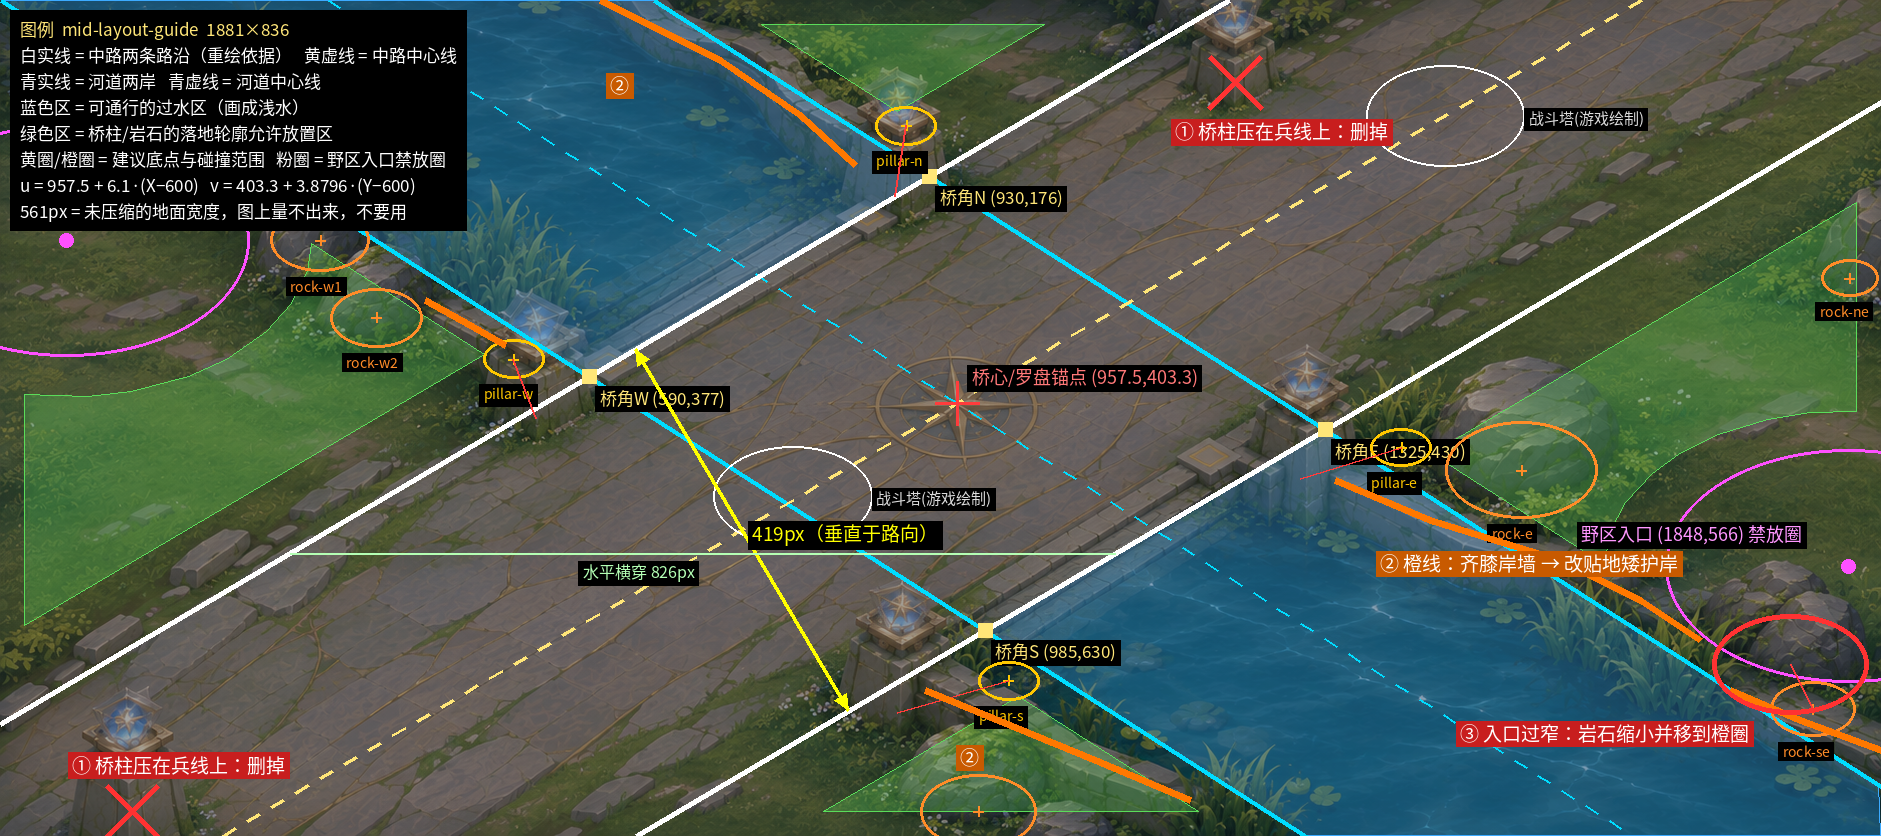 图例  mid-layout-guide  1881×836
白实线 = 中路两条路沿（重绘依据）  黄虚线 = 中路中心线
青实线 = 河道两岸  青虚线 = 河道中心线
蓝色区 = 可通行的过水区（画成浅水）
绿色区 = 桥柱/岩石的落地轮廓允许放置区
黄圈/橙圈 = 建议底点与碰撞范围  粉圈 = 野区入口禁放圈
u = 957.5 + 6.1·(X−600)   v = 403.3 + 3.8796·(Y−600)
561px = 未压缩的地面宽度，图上量不出来，不要用
②
① 桥柱压在兵线上：删掉
战斗塔(游戏绘制)
pillar-n
桥角N (930,176)
rock-w1
rock-ne
rock-w2
pillar-w
桥角W (590,377)
桥心/罗盘锚点 (957.5,403.3)
桥角E (1325,430)
pillar-e
战斗塔(游戏绘制)
419px（垂直于路向）
rock-e
野区入口 (1848,566) 禁放圈
② 橙线：齐膝岸墙 → 改贴地矮护岸
水平横穿 826px
桥角S (985,630)
pillar-s
③ 入口过窄：岩石缩小并移到橙圈
rock-se
②
① 桥柱压在兵线上：删掉